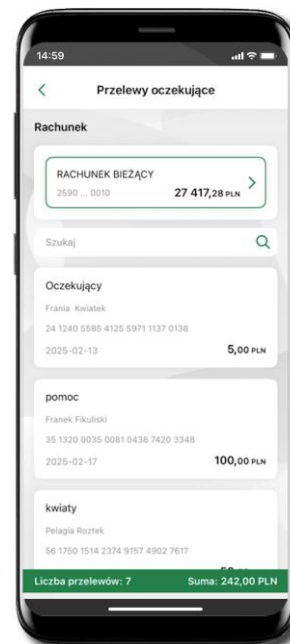 14:59
Przelewy oczekujące
Rachunek
RACHUNEK BIEŻĄCY
2590 ... 0010 27 417,28 PLN
Szukaj
Oczekujący
Frania Kwiatek
24 1240 5585 4125 5971 1137 0138
2025-02-13 5,00 PLN
pomoc
Franek Fikuliski
35 1320 0035 0081 0438 7420 3348
2025-02-17 100,00 PLN
kwiaty
Pelagia Roztek
56 1750 1514 2374 9157 4902 7617
Liczba przelewów: 7 Suma: 242,00 PLN